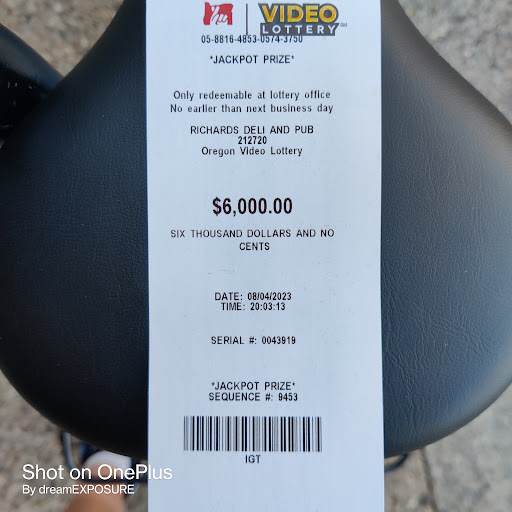 VIDEO
LOTTERY
05-8816-4853-0574-3750
*JACKPOT PRIZE*
Only redeemable at lottery office
No earlier than next business day
RICHARDS DELI AND PUB
212720
Oregon Video Lottery
$6,000.00
SIX THOUSAND DOLLARS AND NO
CENTS
DATE: 08/04/2023
TIME: 20:03:13
SERIAL #: 0043919
*JACKPOT PRIZE*
SEQUENCE #: 9453
IGT
Shot on OnePlus
By dreamEXPOSURE